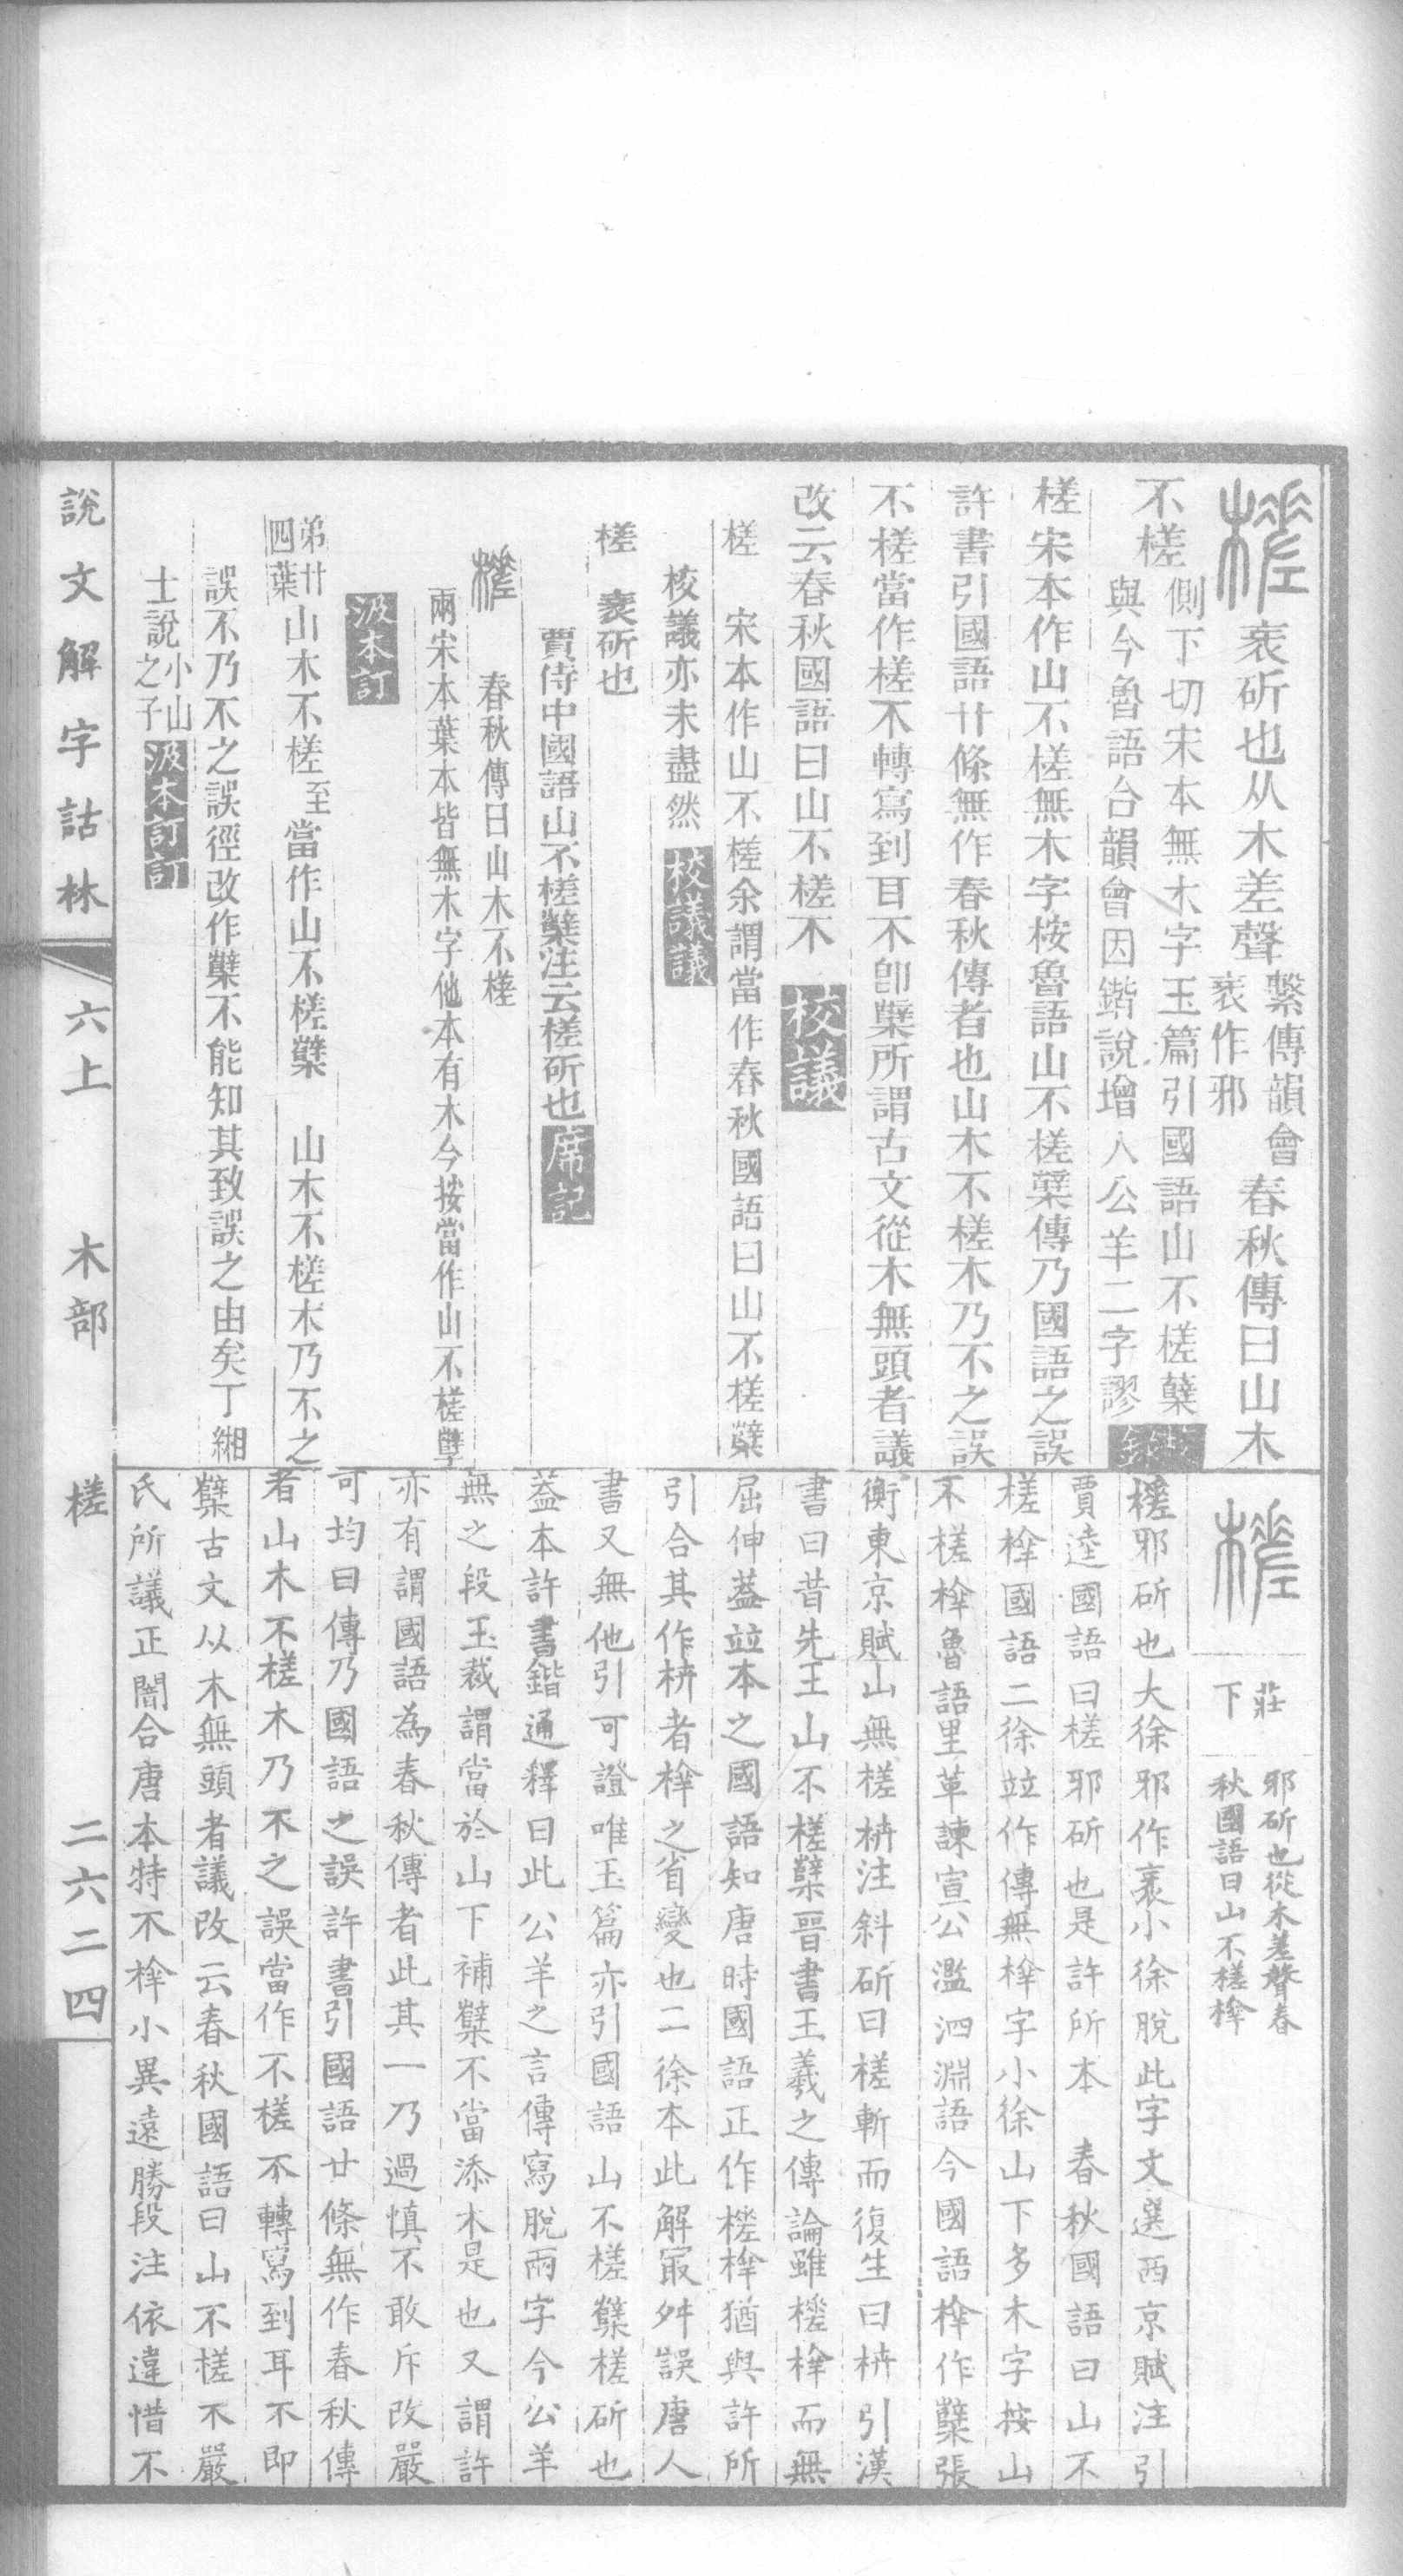 槎衺斫也从木差聲繫傳韻會衺作邪春秋傳曰山木
不槎側下切宋本無木字玉篇引國語山不槎蘖與今魯語合韻會因鍇說增入公羊二字謬
槎宋本作山不槎無木字桉魯語山不槎櫱傳乃國語之誤
許書引國語廿條無作春秋傳者也山木不槎木乃不之誤
不槎當作槎不轉寫到耳不卽櫱所謂古文從木無頭者議
改云春秋國語曰山不槎不 校議
槎 宋本作山不槎余謂當作春秋國語曰山不槎櫱
校議亦未盡然 校議議
槎 衺斫也
賈侍中國語山不槎櫱注云槎斫也 席記
槎 春秋傳曰山木不槎
兩宋本葉本皆無木字他本有木今按當作山不槎
汲本訂
弟廿四葉山木不槎至當作山不槎櫱 山木不槎木乃不之
誤不乃不之誤徑改作櫱不能知其致誤之由矣丁緗
士說小山之子 汲本訂訂
槎 莊下 邪斫也從木差聲春秋國語曰山不槎桙
槎邪斫也大徐邪作衺小徐脫此字文選西京賦注引
賈逵國語曰槎邪斫也是許所本 春秋國語曰山不
槎桙國語二徐竝作傳無桙字小徐山下多木字按山
不槎桙魯語里革諫宣公濫泗淵語今國語桙作櫱張
衡東京賦山無槎枿注斜斫曰槎斬而復生曰枿引漢
書曰昔先王山不槎櫱晉書王羲之傳論雖槎桙而無
屈伸葢竝本之國語知唐時國語正作槎桙猶與許所
引合其作枿者桙之省變也二徐本此解冣舛誤唐人
書又無他引可證唯玉篇亦引國語山不槎櫱槎斫也
葢本許書鍇通釋曰此公羊之言傳寫脫兩字今公羊
無之段玉裁謂當於山下補櫱不當添木是也又謂許
亦有謂國語為春秋傳者此其一乃過慎不敢斥改嚴
可均曰傳乃國語之誤許書引國語廿條無作春秋傳
者山木不槎木乃不之誤當作不槎不轉寫到耳不即
櫱古文从木無頭者議改云春秋國語曰山不槎不嚴
氏所議正闇合唐本特不桙小異遠勝段注依違惜不
說文解字詁林 六上 木部 槎 二六二四